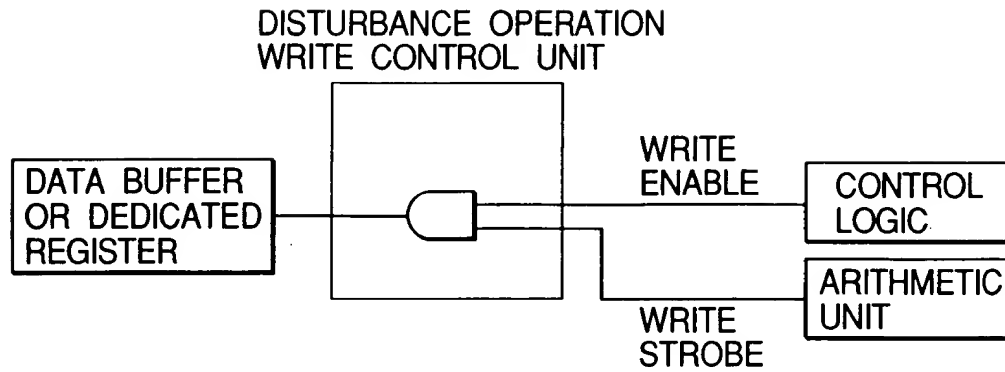 DISTURBANCE OPERATION
WRITE CONTROL UNIT
DATA BUFFER
OR DEDICATED
REGISTER
WRITE
ENABLE
CONTROL
LOGIC
WRITE
STROBE
ARITHMETIC
UNIT